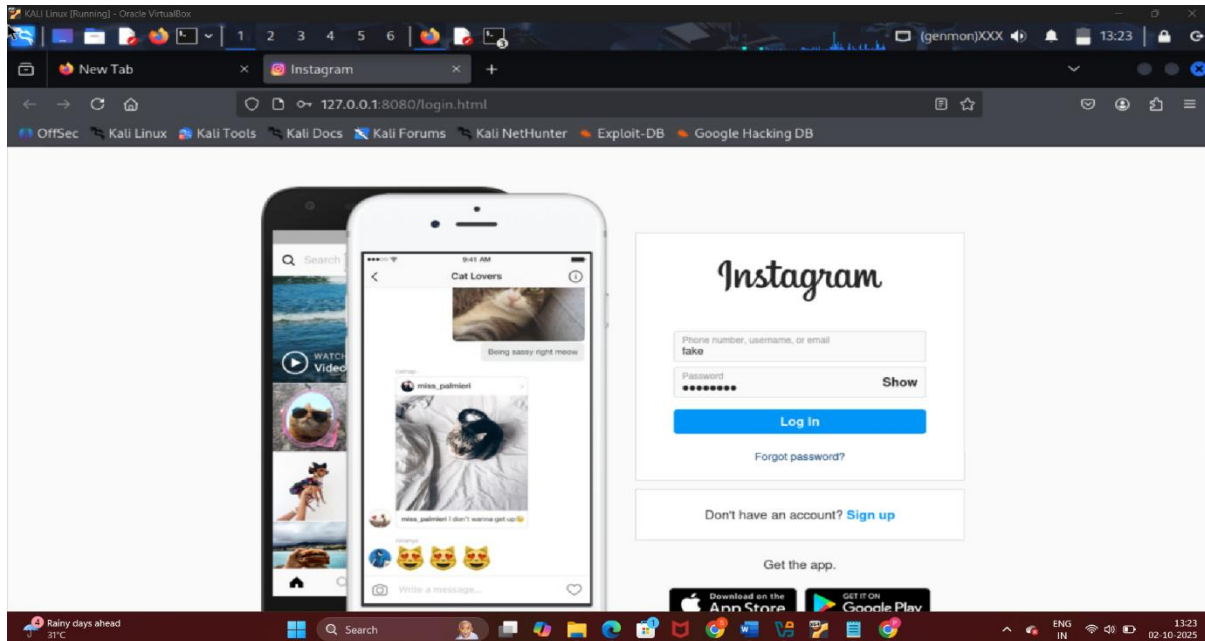 KALI Linux [Running] - Oracle VirtualBox
1 2 3 4 5 6
(genmon)XXX
13:23
New Tab
Instagram
127.0.0.1:8080/login.html
OffSec
Kali Linux
Kali Tools
Kali Docs
Kali Forums
Kali NetHunter
Exploit-DB
Google Hacking DB
Search
WATCH
Video
9:41 AM
Cat Lovers
Being sassy right meow
miss_palmieri
miss_palmieri I don't wanna get up
Write a message...
Instagram
Phone number, username, or email
fake
Password
Show
Log In
Forgot password?
Don't have an account? Sign up
Get the app.
Download on the
App Store
GET IT ON
Google Play
4
Rainy days ahead
31°C
Search
ENG
IN
13:23
02-10-2025